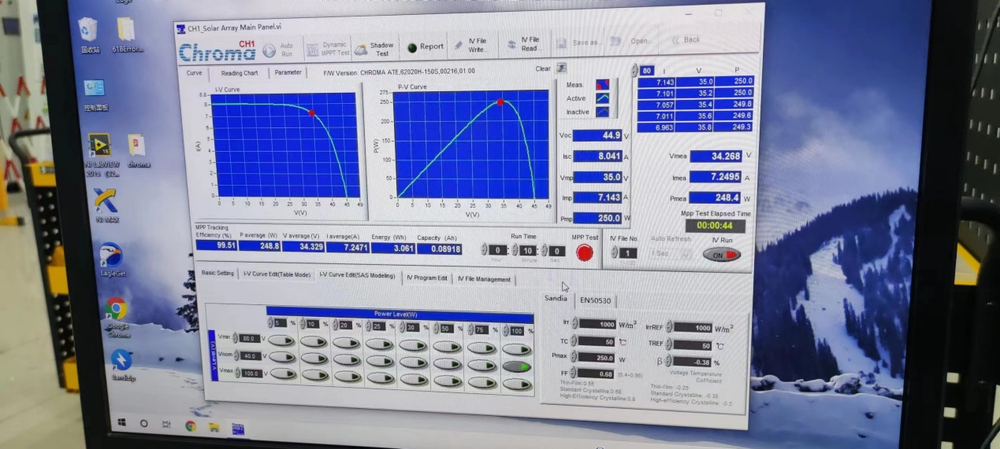 Edge
回收站
618Error...
控制面板
NI LabVIEW
2015 (32...
chroma
NI MAX
EagleGet
Google
Chrome
Bandizip
CH1_Solar Array Main Panel.vi
Chroma CH1
Auto
Run
Dynamic
MPPT Test
Shadow
Test
Report
IV File
Write...
IV File
Read...
Save as...
Open...
Back
Curve
Reading Chart
Parameter
F/W Version: CHROMA ATE,62020H-150S,00216,01.00
Clear
I-V Curve
I(A)
8.8
8
7
6
5
4
3
2
1
0
0 5 10 15 20 25 30 35 40 45 49
V(V)
P-V Curve
P(W)
275
250
200
150
100
50
0
0 5 10 15 20 25 30 35 40 45 49
V(V)
Meas.
Active
Inactive
Voc 44.9 V
Isc 8.041 A
Vmp 35.0 V
Imp 7.143 A
Pmp 250.0 W
80 I V P
7.143 35.0 250.0
7.101 35.2 250.0
7.057 35.4 249.8
7.011 35.6 249.6
6.963 35.8 249.3
Vmea 34.268 V
Imea 7.2495 A
Pmea 248.4 W
Mpp Test Elapsed Time
00:00:44
MPP Tracking
Efficiency (%) P average (W) V average (V) I average(A) Energy (Wh) Capacity (Ah)
99.51 248.8 34.329 7.2471 3.061 0.08918
Run Time
0 : 10 : 0
Hour Minute Sec
MPP Test
IV File No.
1
1~100
Auto Refresh
1 Sec
IV Run
ON
Basic Setting
I-V Curve Edit(Table Mode)
I-V Curve Edit(SAS Modeling)
IV Program Edit
IV File Management
Power Level(W)
5 % 10 % 20 % 25 % 30 % 50 % 75 % 100 %
V Level(V)
Vmin 80.0 V
Vnom 40.0 V
Vmax 100.0 V
Sandia
EN50530
Irr 1000 W/m²
TC 50 ℃
Pmax 250.0 W
FF 0.68 (0.4~0.95)
Thin-Film:0.58
Standard Crystalline:0.68
High-Efficiency Crystalline:0.8
IrrREF 1000 W/m²
TREF 50 ℃
β -0.38 %
Voltage Temperature
Coefficient
Thin-film: -0.25
Standard Crystalline: -0.38
High-efficiency Crystalline: -0.5